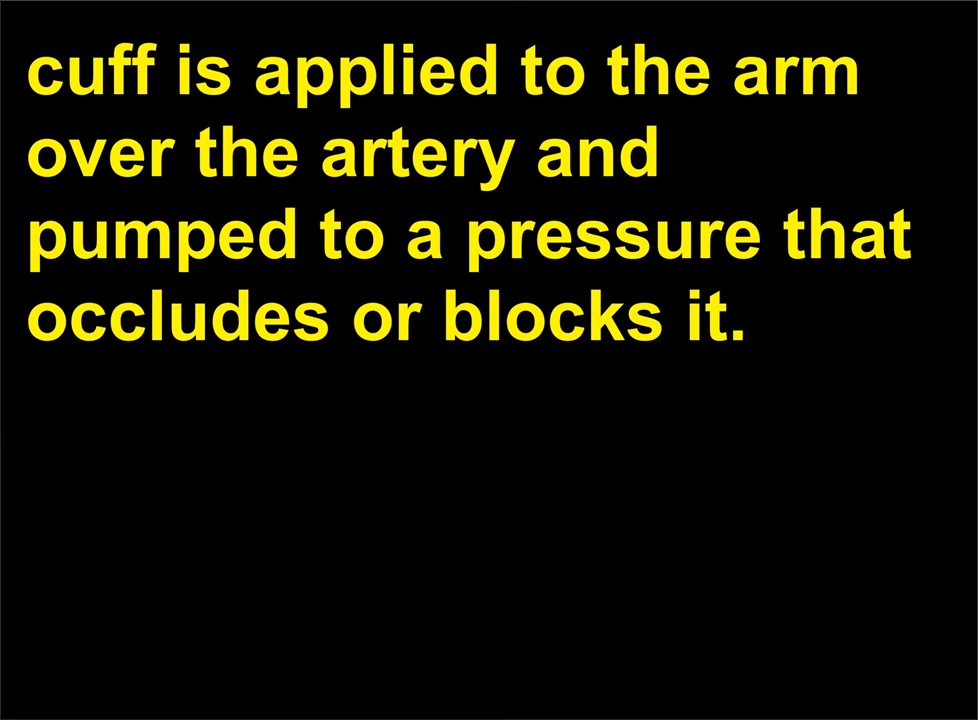 cuff is applied to the arm
over the artery and
pumped to a pressure that
occludes or blocks it.